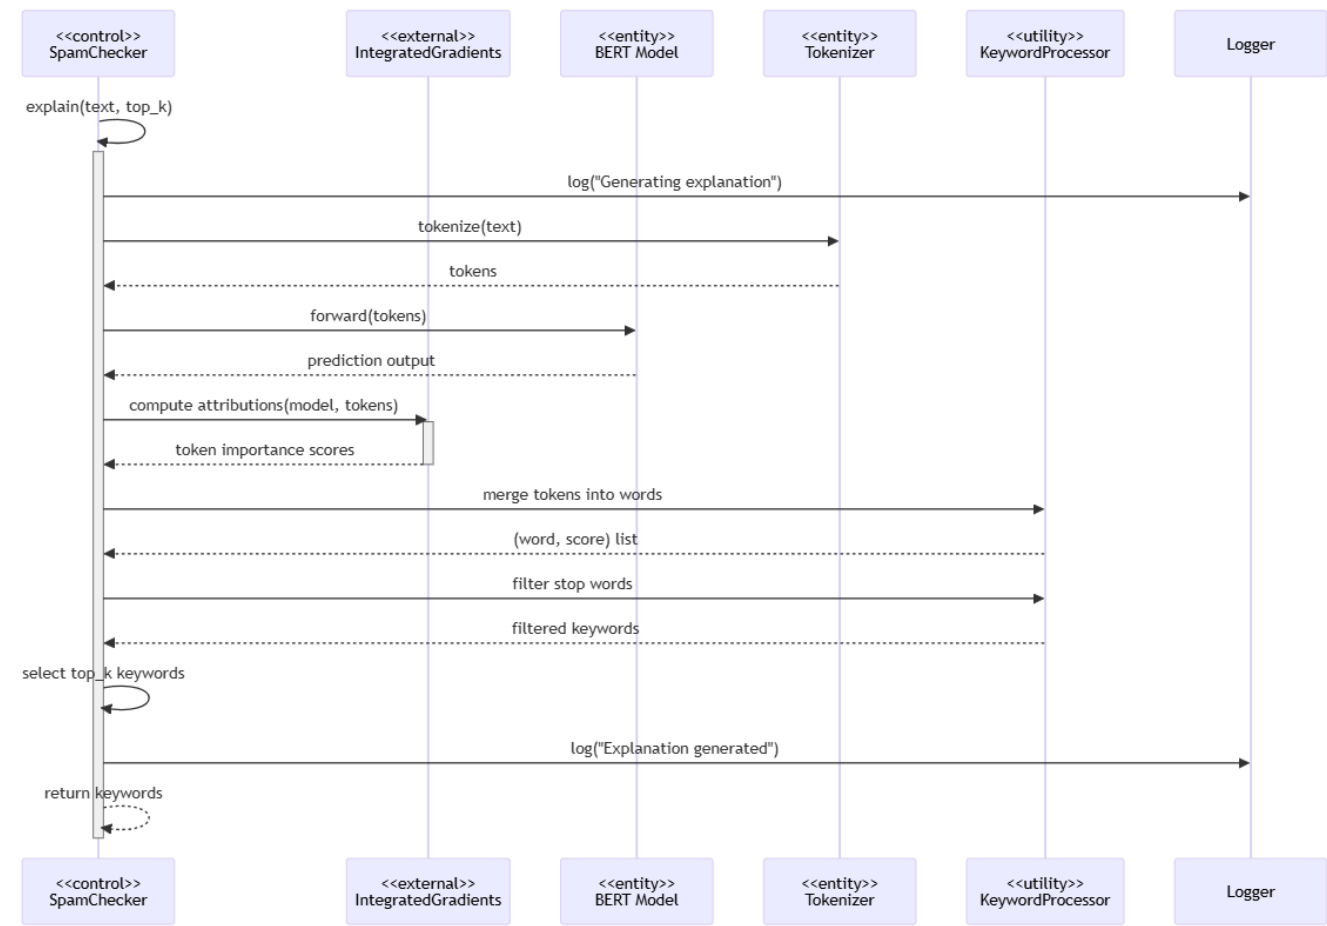 <<control>>
SpamChecker
<<external>>
IntegratedGradients
<<entity>>
BERT Model
<<entity>>
Tokenizer
<<utility>>
KeywordProcessor
Logger
explain(text, top_k)
log("Generating explanation")
tokenize(text)
tokens
forward(tokens)
prediction output
compute attributions(model, tokens)
token importance scores
merge tokens into words
(word, score) list
filter stop words
filtered keywords
select top_k keywords
log("Explanation generated")
return keywords
<<control>>
SpamChecker
<<external>>
IntegratedGradients
<<entity>>
BERT Model
<<entity>>
Tokenizer
<<utility>>
KeywordProcessor
Logger